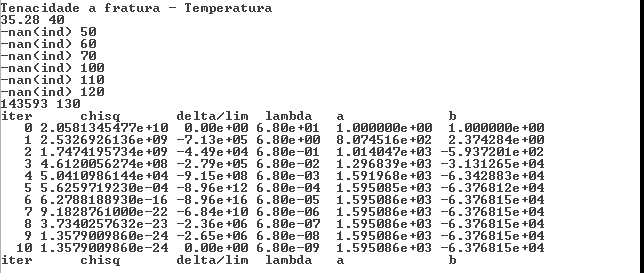 Tenacidade a fratura - Temperatura
35.28 40
-nan(ind) 50
-nan(ind) 60
-nan(ind) 70
-nan(ind) 100
-nan(ind) 110
-nan(ind) 120
143593 130
iter chisq delta/lim lambda a b
0 2.0581345477e+10 0.00e+00 6.80e+01 1.000000e+00 1.000000e+00
1 2.5326926136e+09 -7.13e+05 6.80e+00 8.074516e+02 2.374284e+00
2 1.7474195734e+09 -4.49e+04 6.80e-01 1.014047e+03 -5.937201e+02
3 4.6120056274e+08 -2.79e+05 6.80e-02 1.296839e+03 -3.131265e+04
4 5.0410986144e+04 -9.15e+08 6.80e-03 1.591968e+03 -6.342883e+04
5 5.6259719230e-04 -8.96e+12 6.80e-04 1.595085e+03 -6.376812e+04
6 6.2788188930e-16 -8.96e+16 6.80e-05 1.595086e+03 -6.376815e+04
7 9.1828761000e-22 -6.84e+10 6.80e-06 1.595086e+03 -6.376815e+04
8 3.7340257632e-23 -2.36e+06 6.80e-07 1.595086e+03 -6.376815e+04
9 1.3579009860e-24 -2.65e+06 6.80e-08 1.595086e+03 -6.376815e+04
10 1.3579009860e-24 0.00e+00 6.80e-09 1.595086e+03 -6.376815e+04
iter chisq delta/lim lambda a b